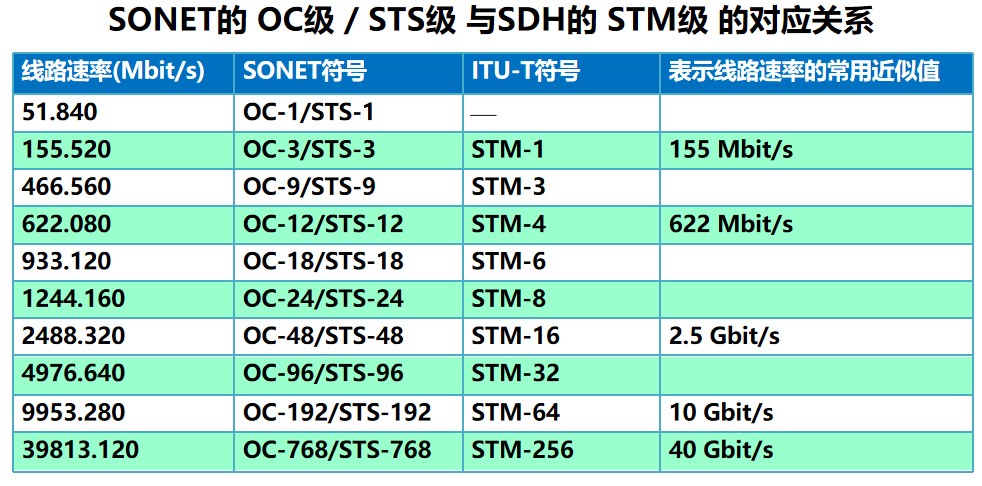 SONET的 OC级 / STS级 与SDH的 STM级 的对应关系
线路速率(Mbit/s) SONET符号 ITU-T符号 表示线路速率的常用近似值
51.840 OC-1/STS-1 —
155.520 OC-3/STS-3 STM-1 155 Mbit/s
466.560 OC-9/STS-9 STM-3
622.080 OC-12/STS-12 STM-4 622 Mbit/s
933.120 OC-18/STS-18 STM-6
1244.160 OC-24/STS-24 STM-8
2488.320 OC-48/STS-48 STM-16 2.5 Gbit/s
4976.640 OC-96/STS-96 STM-32
9953.280 OC-192/STS-192 STM-64 10 Gbit/s
39813.120 OC-768/STS-768 STM-256 40 Gbit/s